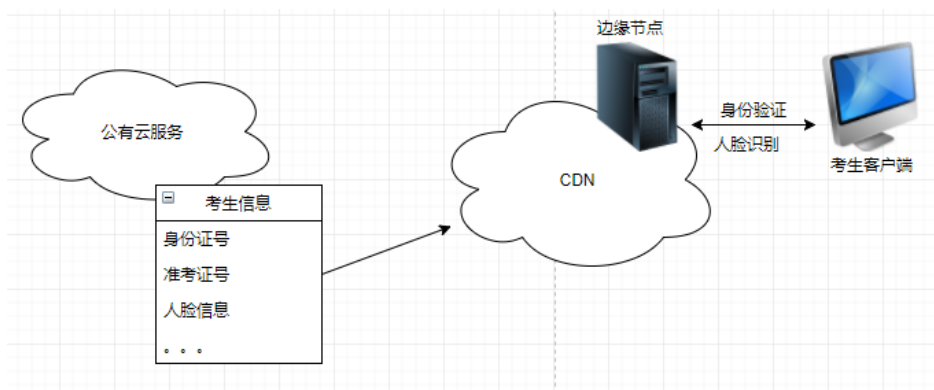 边缘节点
公有云服务
身份验证
人脸识别
考生客户端
CDN
考生信息
身份证号
准考证号
人脸信息
。。。